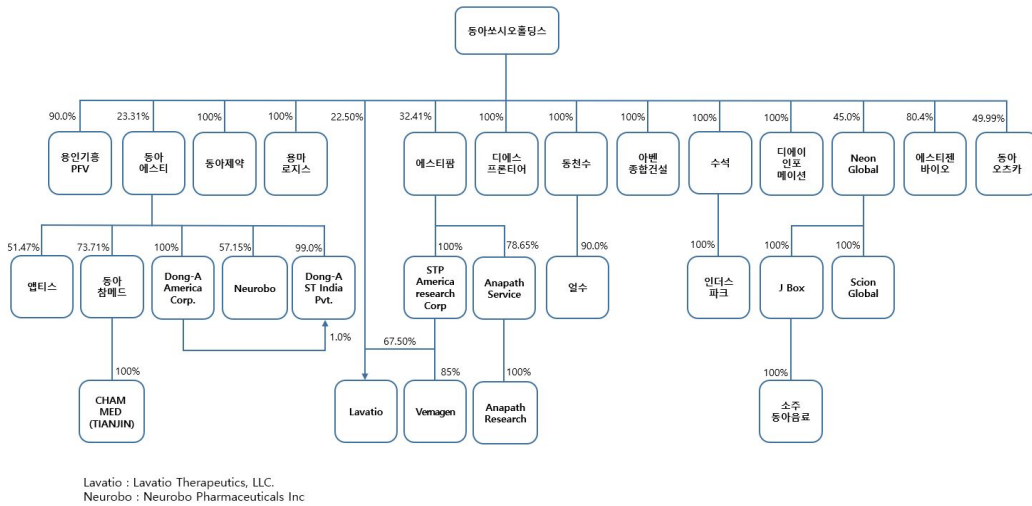 동아쏘시오홀딩스
90.0%
23.31%
100%
100%
22.50%
32.41%
100%
100%
100%
100%
100%
45.0%
80.4%
49.99%
용인기흥
PFV
동아
에스티
동아제약
용마
로지스
에스티팜
디에스
프론티어
동천수
아벤
종합건설
수석
디에이
인포
메이션
Neon
Global
에스티젠
바이오
동아
오츠카
51.47%
73.71%
100%
57.15%
99.0%
100%
78.65%
90.0%
100%
100%
100%
앱티스
동아
참메드
Dong-A
America
Corp.
Neurobo
Dong-A
ST India
Pvt.
STP
America
research
Corp
Anapath
Service
얼수
인더스
파크
J Box
Scion
Global
1.0%
67.50%
100%
85%
100%
100%
CHAM
MED
(TIANJIN)
Lavatio
Vernagen
Anapath
Research
소주
동아음료
Lavatio : Lavatio Therapeutics, LLC.
Neurobo : Neurobo Pharmaceuticals Inc